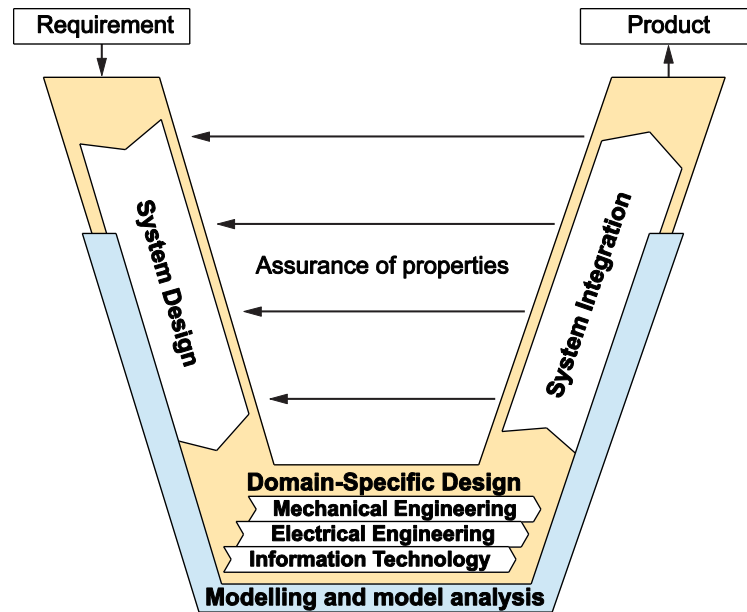 Requirement
Product
System Design
Assurance of properties
System Integration
Domain-Specific Design
Mechanical Engineering
Electrical Engineering
Information Technology
Modelling and model analysis